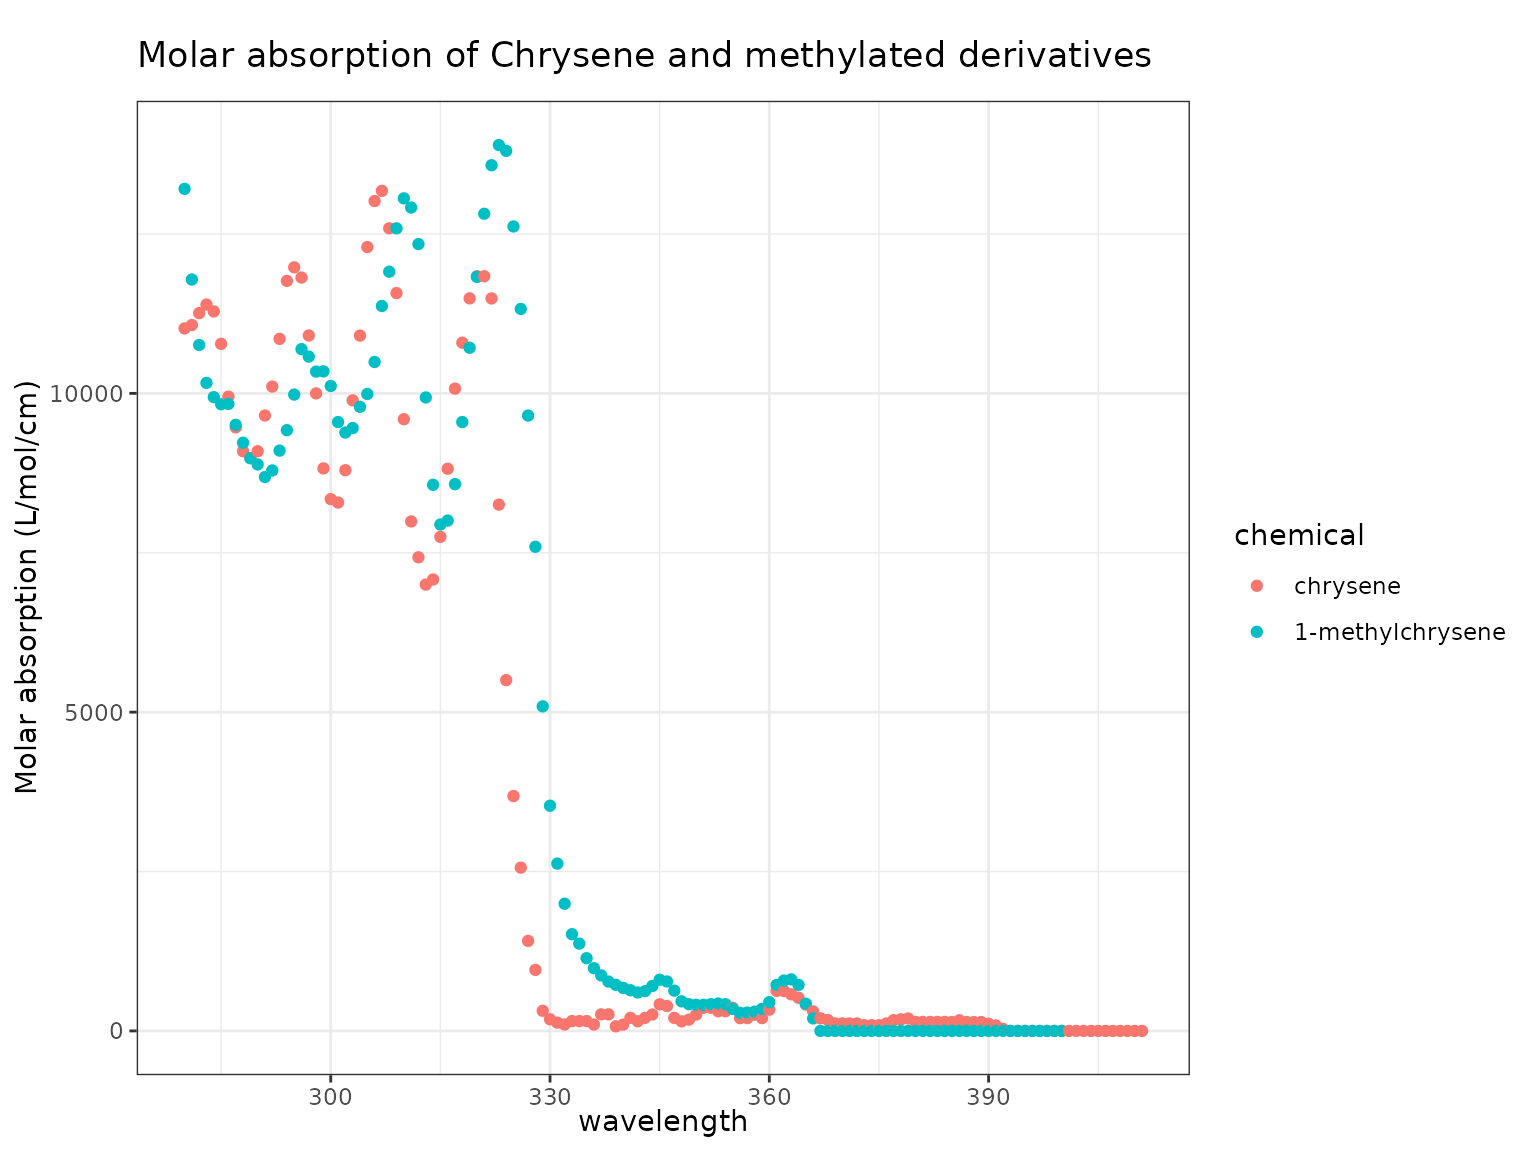 Molar absorption of Chrysene and methylated derivatives
Molar absorption (L/mol/cm)
10000
5000
0
300
330
360
390
wavelength
chemical
chrysene
1-methylchrysene